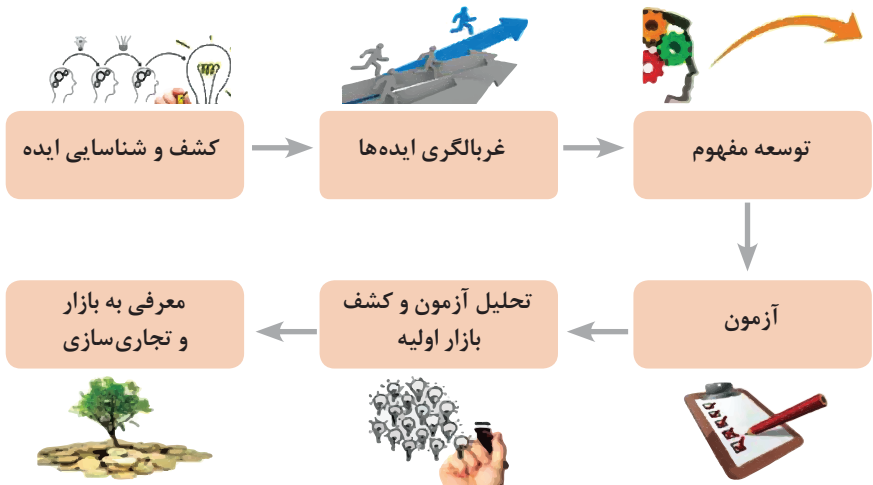 کشف و شناسایی ایده
غربالگری ایده‌ها
توسعه مفهوم
آزمون
تحلیل آزمون و کشف
بازار اولیه
معرفی به بازار
و تجاری‌سازی